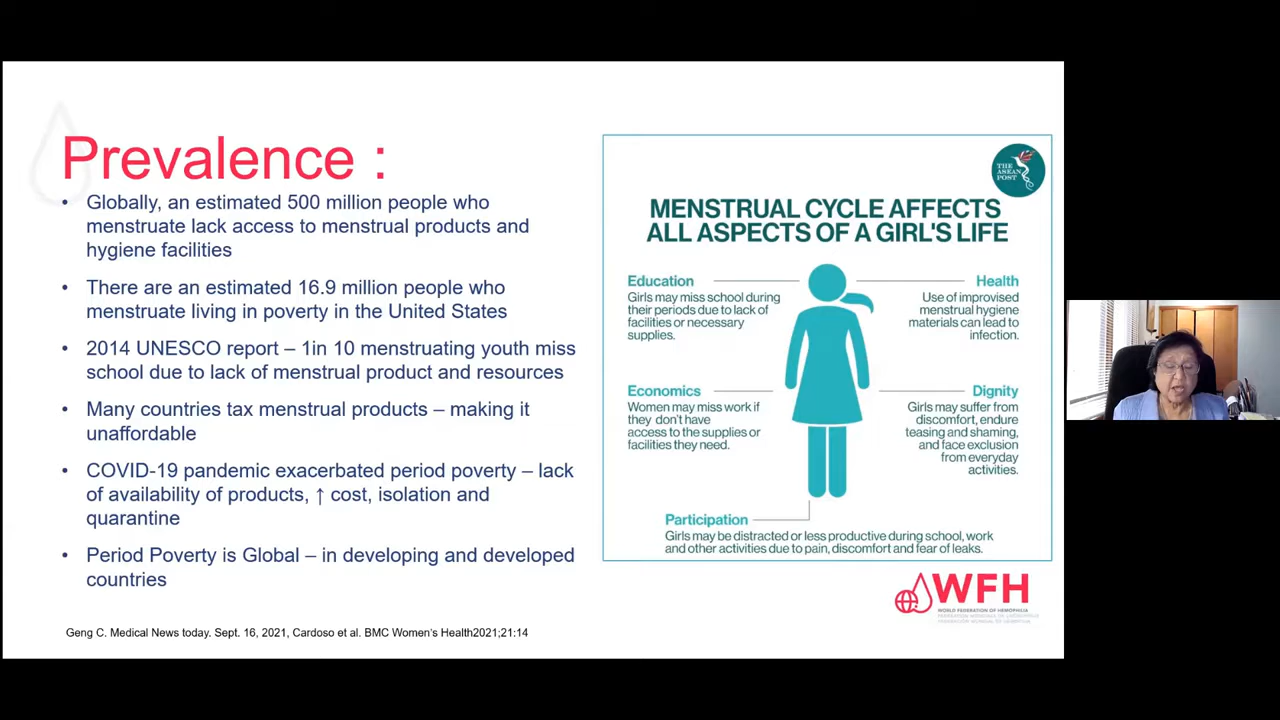 Prevalence :
• Globally, an estimated 500 million people who
menstruate lack access to menstrual products and
hygiene facilities
• There are an estimated 16.9 million people who
menstruate living in poverty in the United States
• 2014 UNESCO report – 1in 10 menstruating youth miss
school due to lack of menstrual product and resources
• Many countries tax menstrual products – making it
unaffordable
• COVID-19 pandemic exacerbated period poverty – lack
of availability of products, ↑ cost, isolation and
quarantine
• Period Poverty is Global – in developing and developed
countries
Geng C. Medical News today. Sept. 16, 2021, Cardoso et al. BMC Women's Health2021;21:14
THE
ASEAN
POST
MENSTRUAL CYCLE AFFECTS
ALL ASPECTS OF A GIRL'S LIFE
Education
Girls may miss school during
their periods due to lack of
facilities or necessary
supplies.
Health
Use of improvised
menstrual hygiene
materials can lead to
infection.
Economics
Women may miss work if
they don't have
access to the supplies or
facilities they need.
Dignity
Girls may suffer from
discomfort, endure
teasing and shaming,
and face exclusion
from everyday
activities.
Participation
Girls may be distracted or less productive during school, work
and other activities due to pain, discomfort and fear of leaks.
WFH
WORLD FEDERATION OF HEMOPHILIA